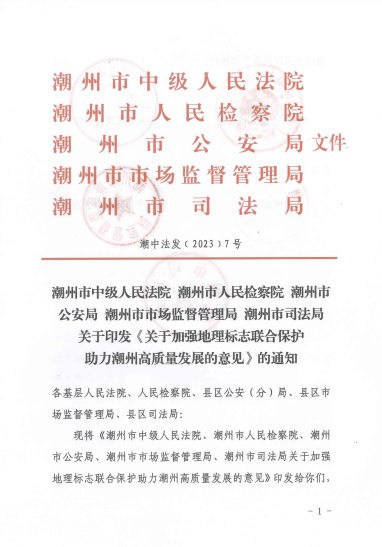 潮州市中级人民法院
潮州市人民检察院
潮州市公安局文件
潮州市市场监督管理局
潮州市司法局
潮中法发〔2023〕7号
潮州市中级人民法院 潮州市人民检察院 潮州市
公安局 潮州市市场监督管理局 潮州市司法局
关于印发《关于加强地理标志联合保护
助力潮州高质量发展的意见》的通知
各基层人民法院、人民检察院、县区公安（分）局、县区市
场监督管理局、县区司法局：
现将《潮州市中级人民法院、潮州市人民检察院、潮州
市公安局、潮州市市场监督管理局、潮州市司法局关于加强
地理标志联合保护助力潮州高质量发展的意见》印发给你们，
- 1 -